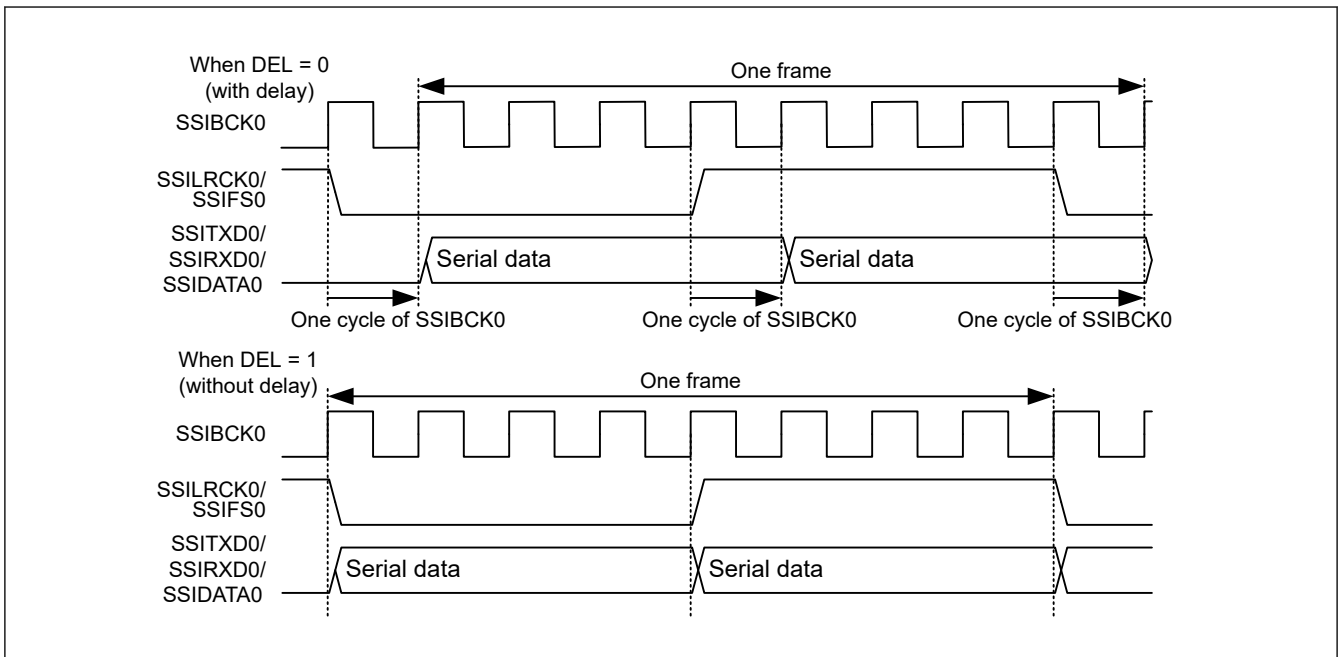 When DEL = 0
(with delay)
One frame
SSIBCK0
SSILRCK0/
SSIFS0
SSITXD0/
SSIRXD0/
SSIDATA0
Serial data
Serial data
One cycle of SSIBCK0
One cycle of SSIBCK0
One cycle of SSIBCK0
When DEL = 1
(without delay)
One frame
SSIBCK0
SSILRCK0/
SSIFS0
SSITXD0/
SSIRXD0/
SSIDATA0
Serial data
Serial data